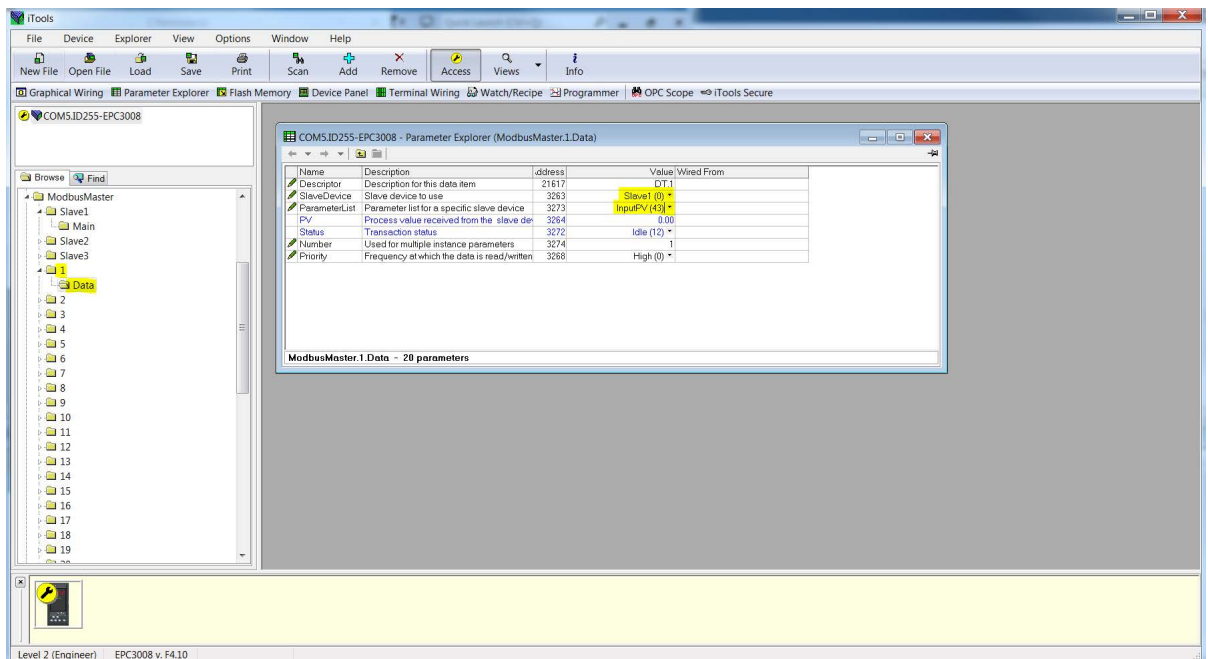 iTools
File Device Explorer View Options Window Help
New File Open File Load Save Print Scan Add Remove Access Views Info
Graphical Wiring Parameter Explorer Flash Memory Device Panel Terminal Wiring Watch/Recipe Programmer OPC Scope iTools Secure
COM5.ID255-EPC3008
Browse Find
ModbusMaster
Slave1
Main
Slave2
Slave3
1
Data
2
3
4
5
6
7
8
9
10
11
12
13
14
15
16
17
18
19
COM5.ID255-EPC3008 - Parameter Explorer (ModbusMaster.1.Data)
Name Description ddress Value Wired From
Descriptor Description for this data item 21617 DT.1
SlaveDevice Slave device to use 3263 Slave1 (0)
ParameterList Parameter list for a specific slave device 3273 InputPV (43)
PV Process value received from the slave de 3264 0.00
Status Transaction status 3272 Idle (12)
Number Used for multiple instance parameters 3274 1
Priority Frequency at which the data is read/written 3268 High (0)
ModbusMaster.1.Data - 20 parameters
Level 2 (Engineer) EPC3008 v. F4.10